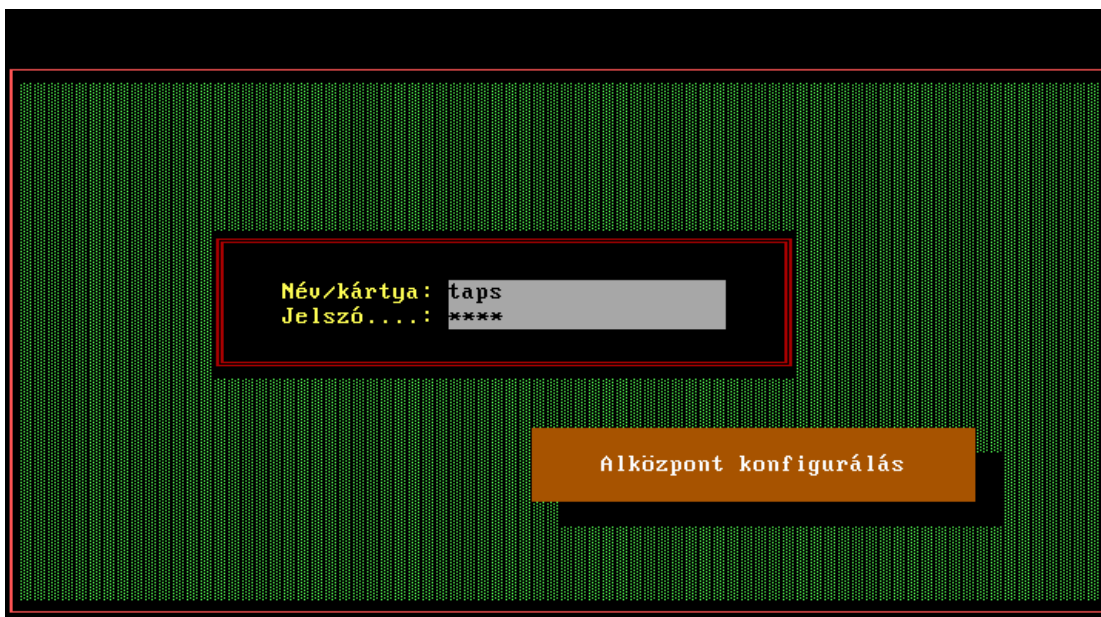 Név/kártya: taps
Jelszó....: ****
Alközpont konfigurálás